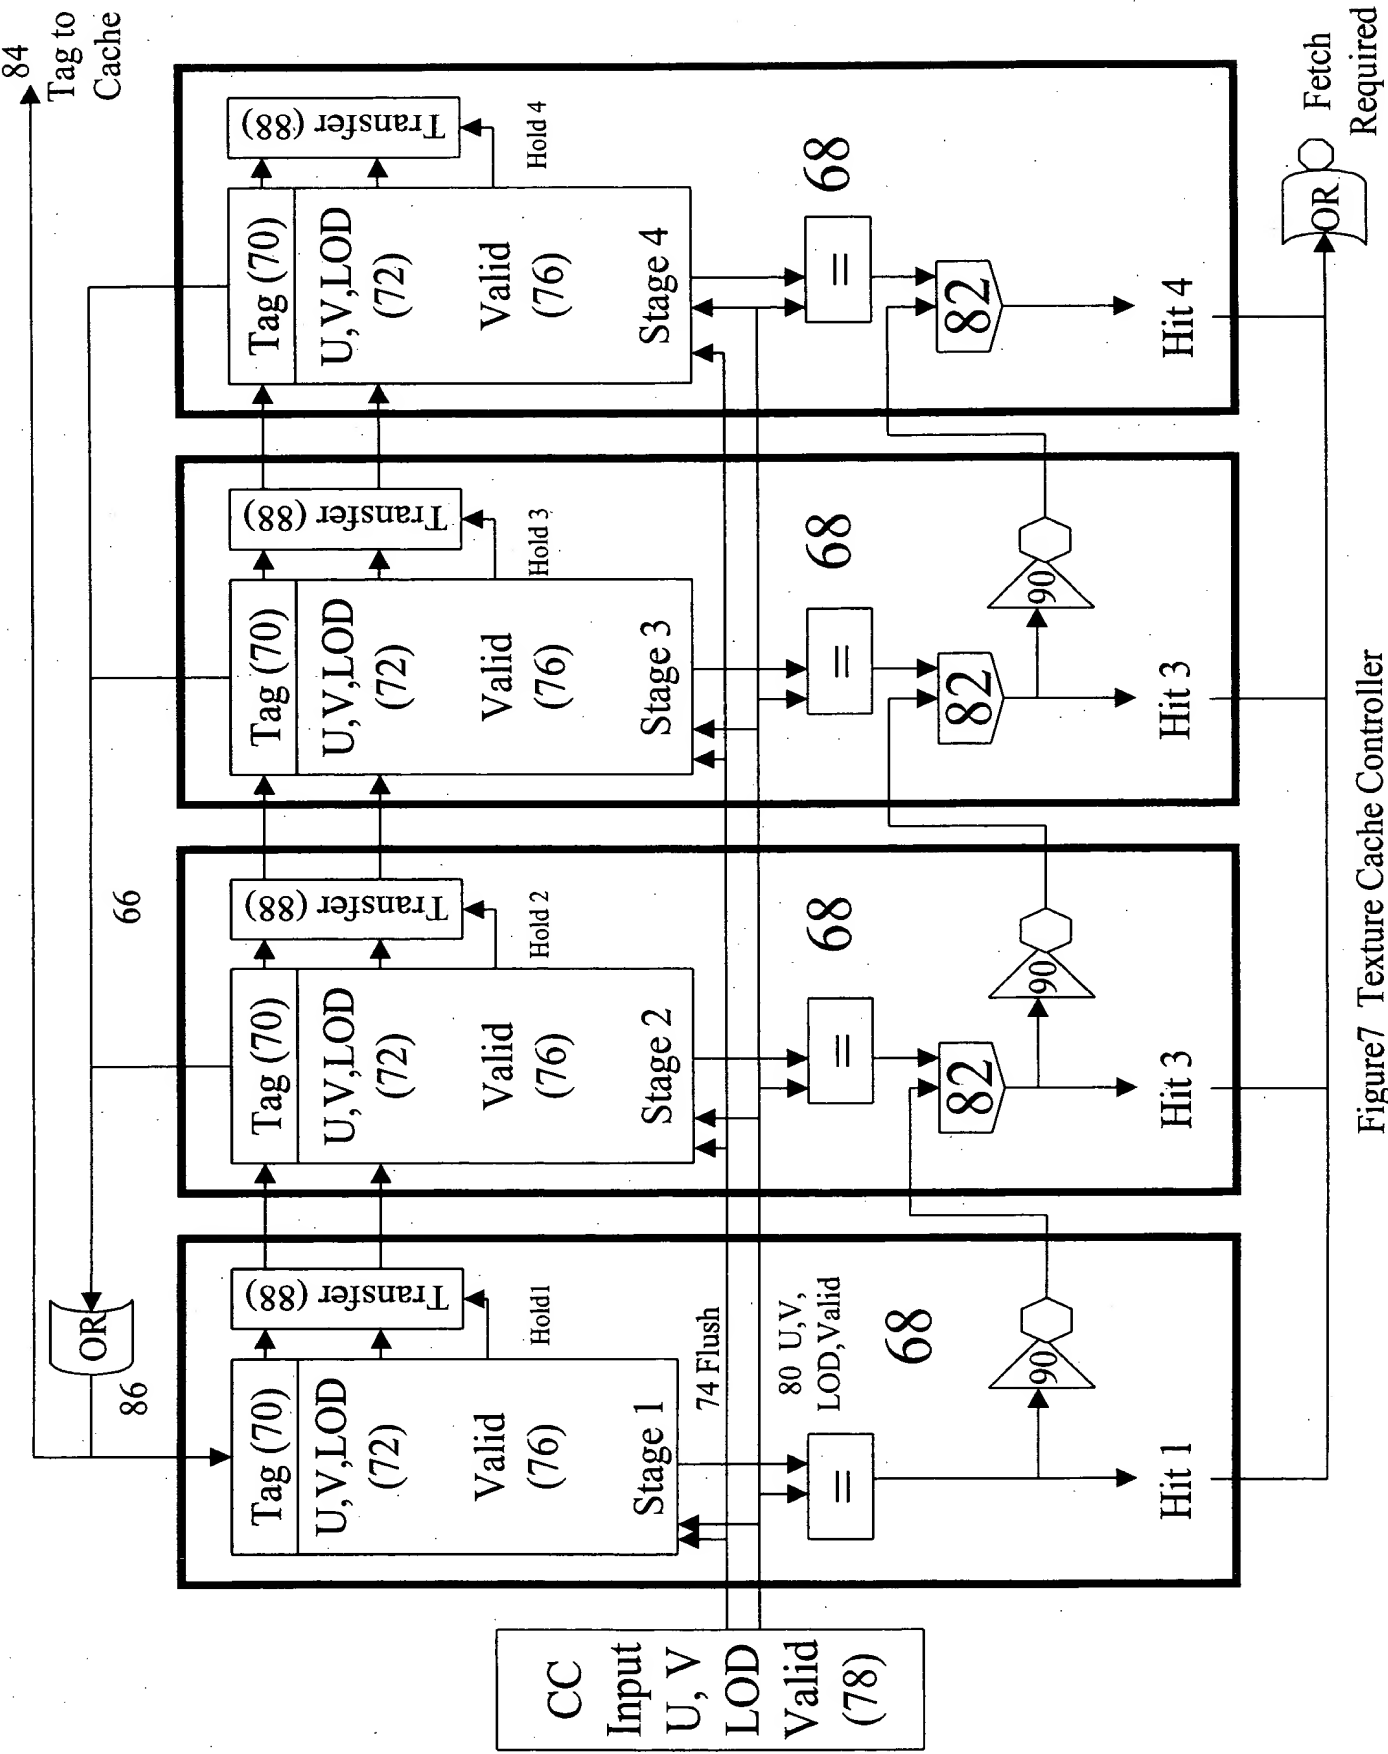 84
Tag to
Cache
OR
86
66
Tag (70)
U,V,LOD
(72)
Valid
(76)
Stage 1
Transfer (88)
Hold1
Tag (70)
U,V,LOD
(72)
Valid
(76)
Stage 2
Transfer (88)
Hold 2
Tag (70)
U,V,LOD
(72)
Valid
(76)
Stage 3
Transfer (88)
Hold 3
Tag (70)
U,V,LOD
(72)
Valid
(76)
Stage 4
Transfer (88)
Hold 4
CC
Input
U, V
LOD
Valid
(78)
74 Flush
80 U,V,
LOD,Valid
=
68
90
Hit 1
=
68
82
90
Hit 3
=
68
82
90
Hit 3
=
68
82
Hit 4
OR
Fetch
Required
Figure7 Texture Cache Controller